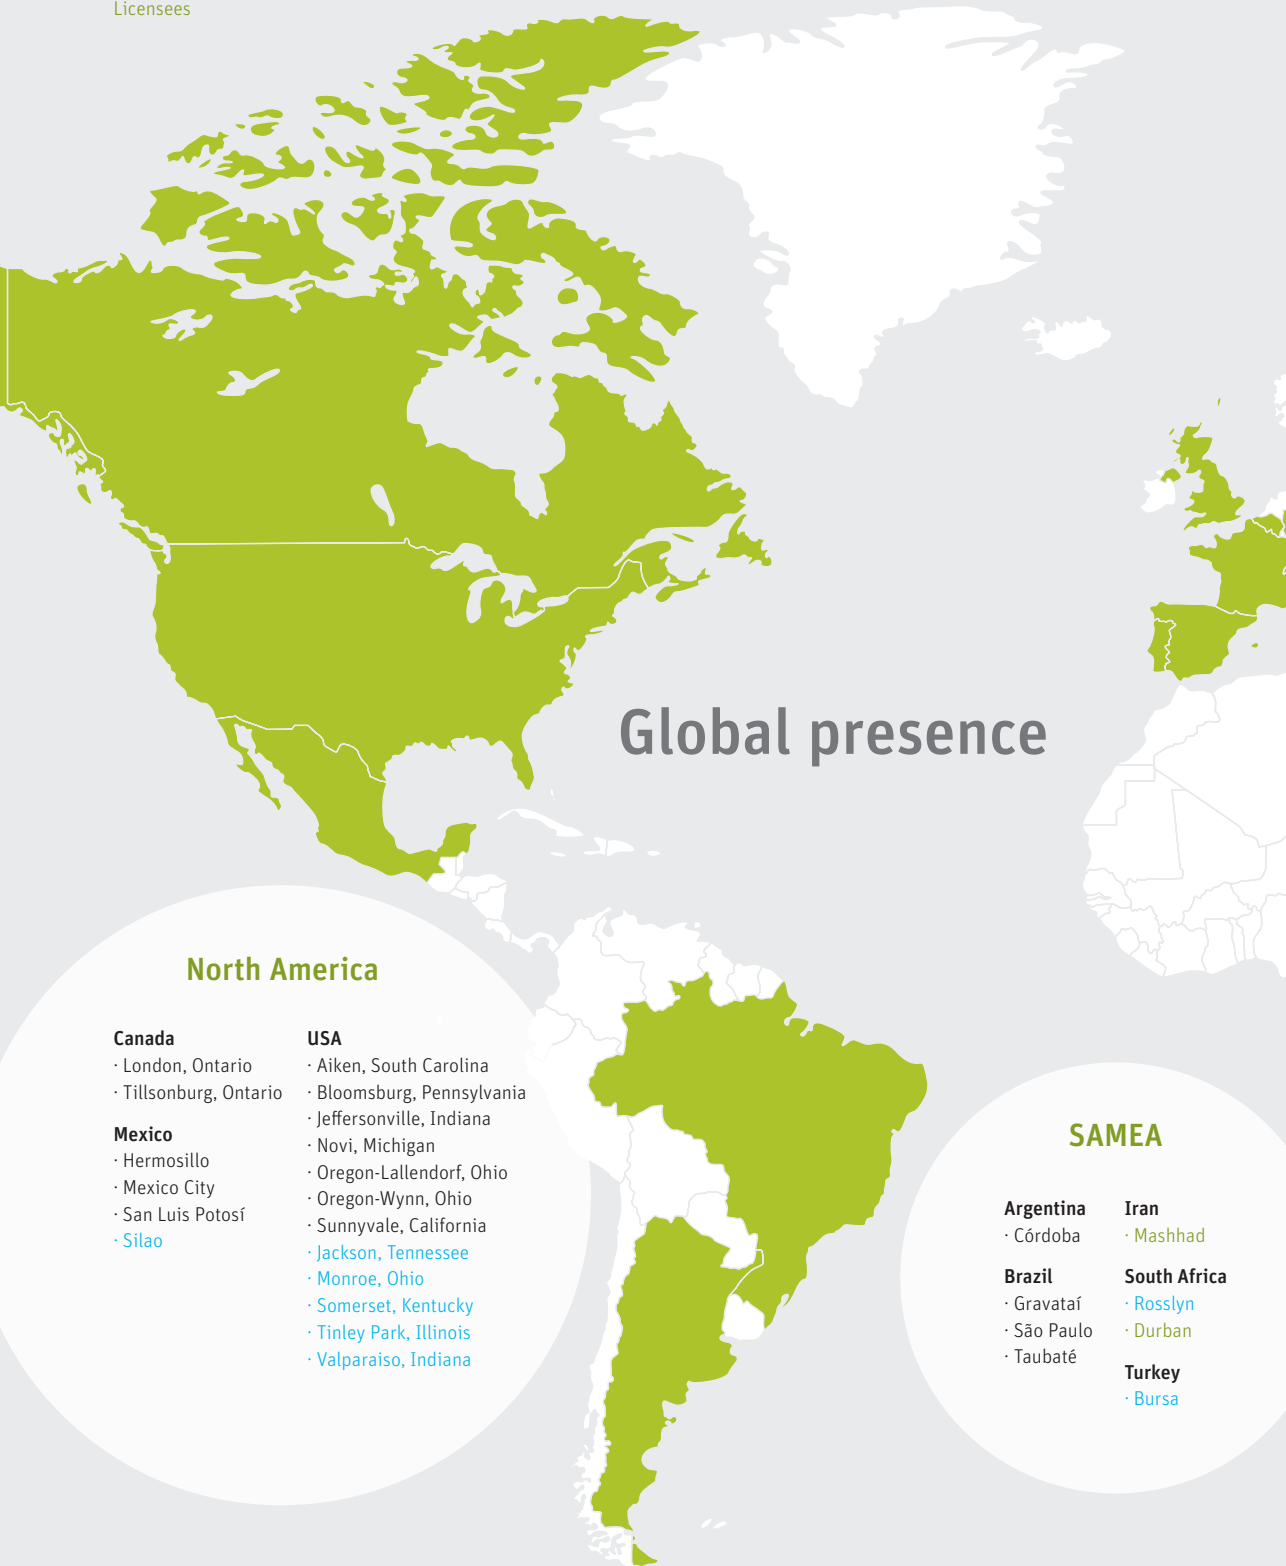 Licensees
Global presence
North America
Canada
· London, Ontario
· Tillsonburg, Ontario
Mexico
· Hermosillo
· Mexico City
· San Luis Potosí
· Silao
USA
· Aiken, South Carolina
· Bloomsburg, Pennsylvania
· Jeffersonville, Indiana
· Novi, Michigan
· Oregon-Lallendorf, Ohio
· Oregon-Wynn, Ohio
· Sunnyvale, California
· Jackson, Tennessee
· Monroe, Ohio
· Somerset, Kentucky
· Tinley Park, Illinois
· Valparaiso, Indiana
SAMEA
Argentina
· Córdoba
Brazil
· Gravataí
· São Paulo
· Taubaté
Iran
· Mashhad
South Africa
· Rosslyn
· Durban
Turkey
· Bursa